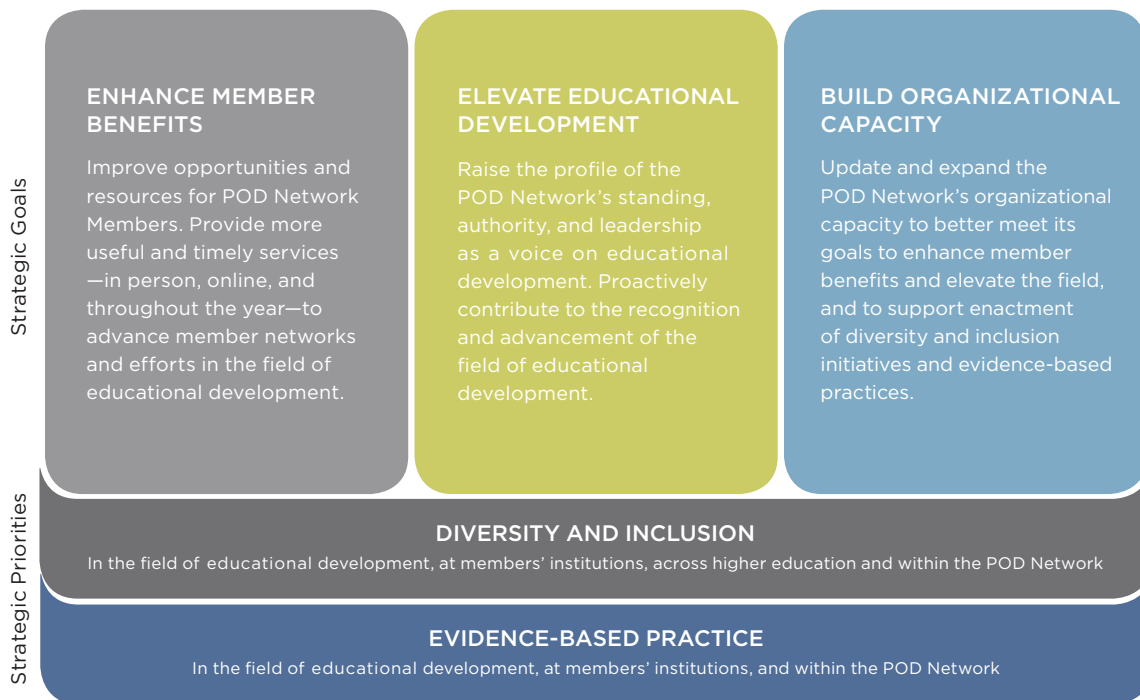 Strategic Goals
ENHANCE MEMBER
BENEFITS
Improve opportunities and
resources for POD Network
Members. Provide more
useful and timely services
—in person, online, and
throughout the year—to
advance member networks
and efforts in the field of
educational development.
ELEVATE EDUCATIONAL
DEVELOPMENT
Raise the profile of the
POD Network's standing,
authority, and leadership
as a voice on educational
development. Proactively
contribute to the recognition
and advancement of the
field of educational
development.
BUILD ORGANIZATIONAL
CAPACITY
Update and expand the
POD Network's organizational
capacity to better meet its
goals to enhance member
benefits and elevate the field,
and to support enactment
of diversity and inclusion
initiatives and evidence-based
practices.
Strategic Priorities
DIVERSITY AND INCLUSION
In the field of educational development, at members' institutions, across higher education and within the POD Network
EVIDENCE-BASED PRACTICE
In the field of educational development, at members' institutions, and within the POD Network